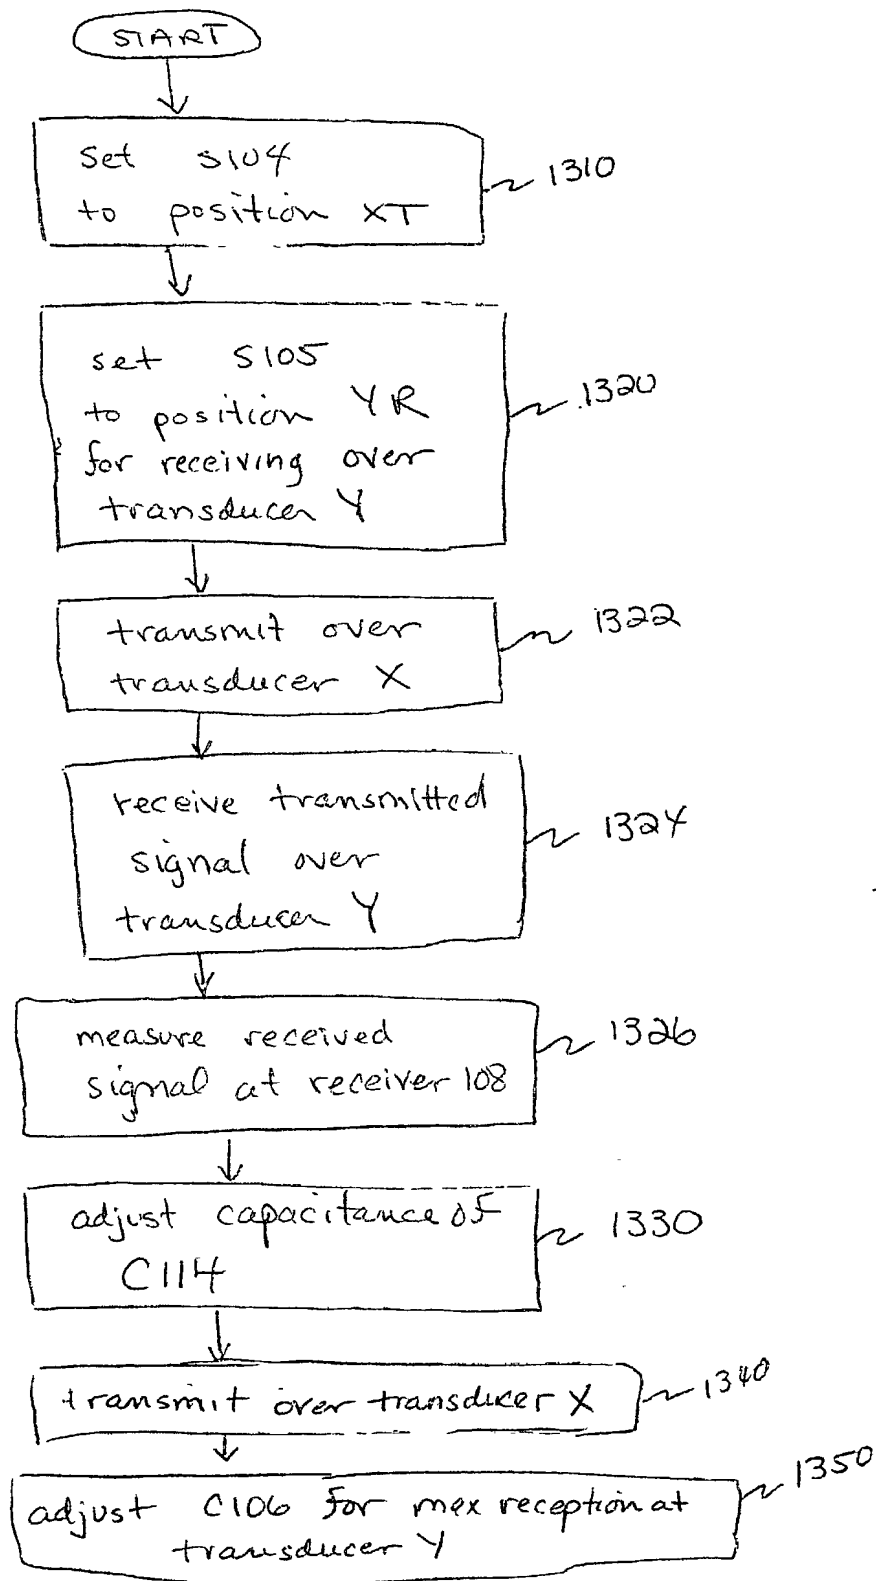 START
set S104
to position XT
1310
set S105
to position YR
for receiving over
transducer Y
1320
transmit over
transducer X
1322
receive transmitted
signal over
transducer Y
1324
measure received
signal at receiver 108
1326
adjust capacitance of
C114
1330
transmit over transducer X
1340
adjust C106 for max reception at
transducer Y
1350